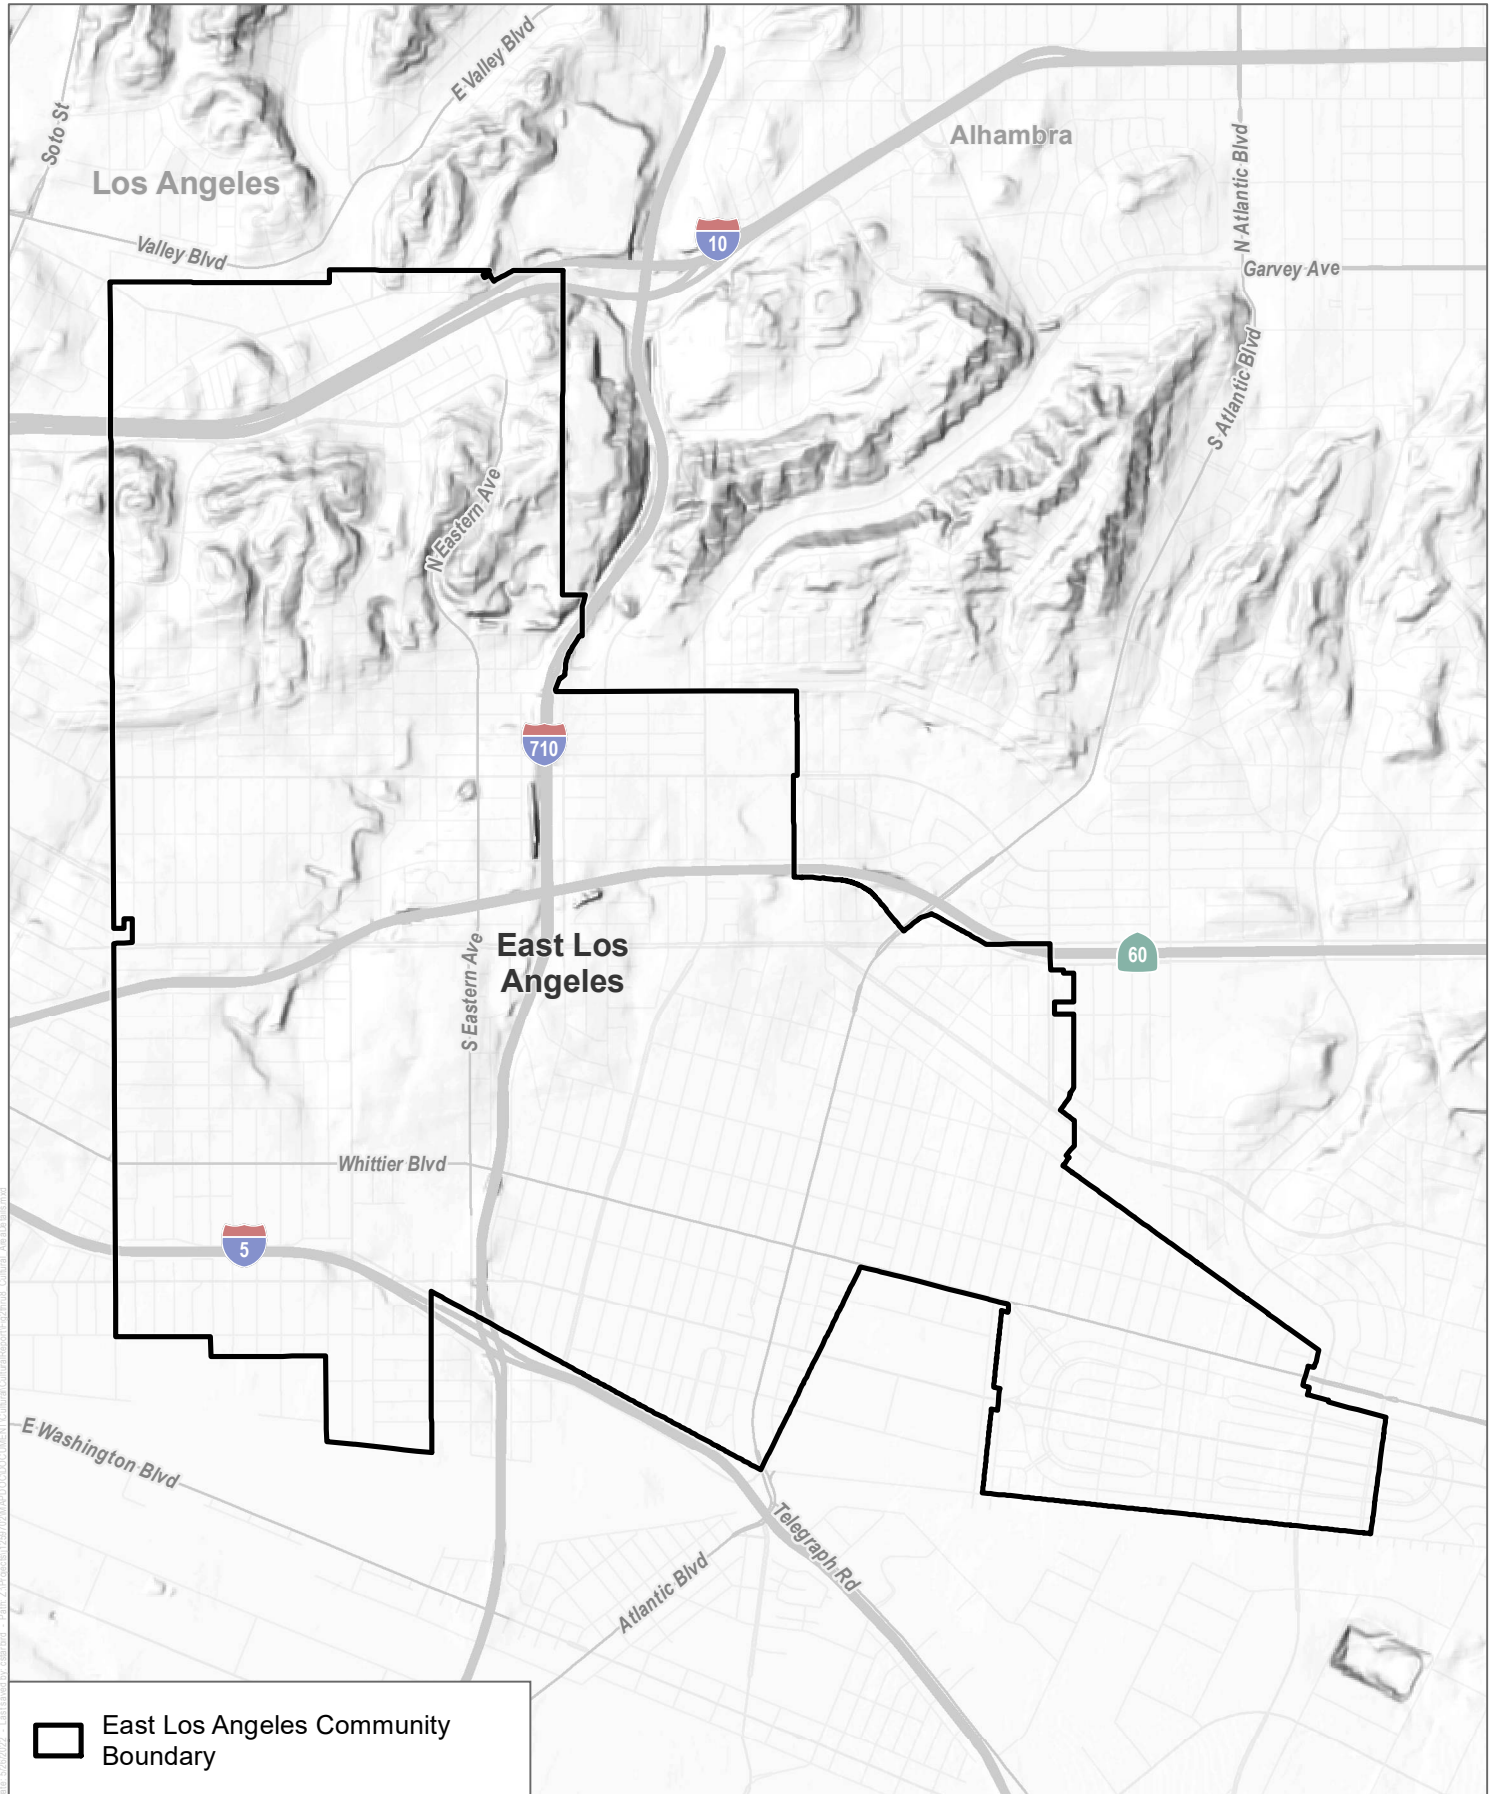 E Valley Blvd
Soto St
Alhambra
N Atlantic Blvd
Los Angeles
10
Valley Blvd
Garvey Ave
S Atlantic Blvd
N Eastern Ave
710
East Los
Angeles
60
S Eastern Ave
Whittier Blvd
5
E Washington Blvd
Telegraph Rd
Atlantic Blvd
East Los Angeles Community
Boundary